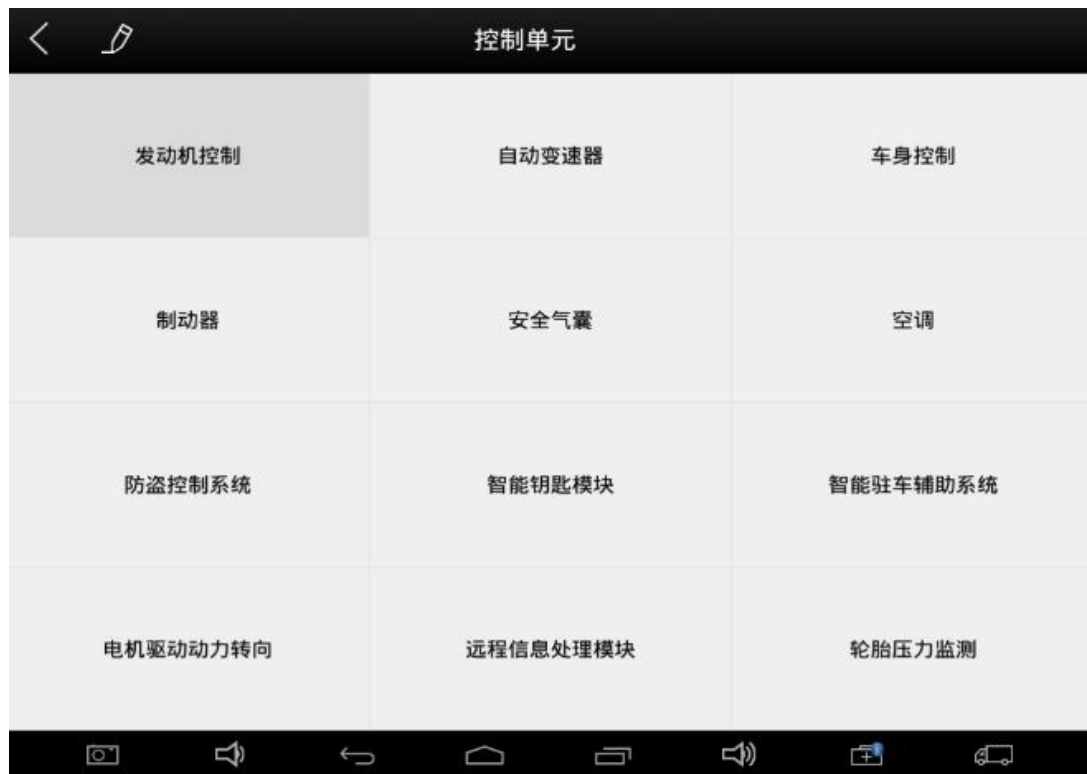 控制单元
发动机控制
自动变速器
车身控制
制动器
安全气囊
空调
防盗控制系统
智能钥匙模块
智能驻车辅助系统
电机驱动动力转向
远程信息处理模块
轮胎压力监测